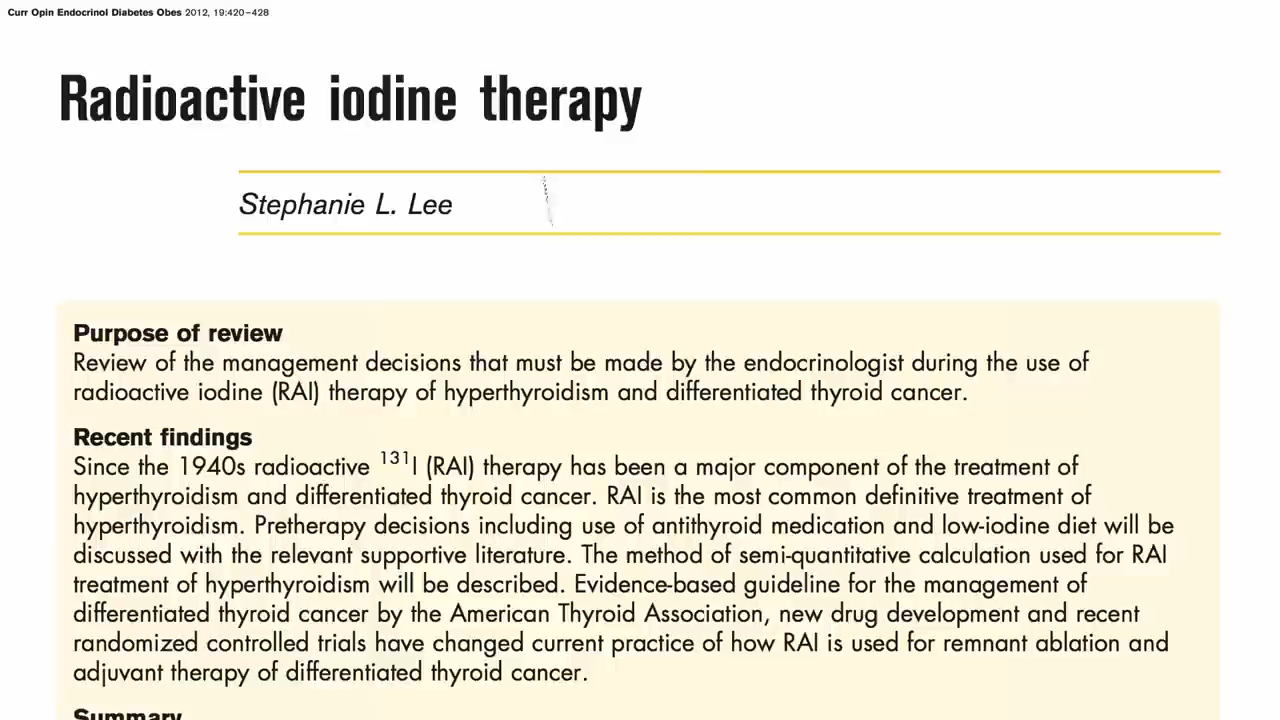 Curr Opin Endocrinol Diabetes Obes 2012, 19:420–428
Radioactive iodine therapy
Stephanie L. Lee
Purpose of review
Review of the management decisions that must be made by the endocrinologist during the use of
radioactive iodine (RAI) therapy of hyperthyroidism and differentiated thyroid cancer.
Recent findings
Since the 1940s radioactive ¹³¹I (RAI) therapy has been a major component of the treatment of
hyperthyroidism and differentiated thyroid cancer. RAI is the most common definitive treatment of
hyperthyroidism. Pretherapy decisions including use of antithyroid medication and low-iodine diet will be
discussed with the relevant supportive literature. The method of semi-quantitative calculation used for RAI
treatment of hyperthyroidism will be described. Evidence-based guideline for the management of
differentiated thyroid cancer by the American Thyroid Association, new drug development and recent
randomized controlled trials have changed current practice of how RAI is used for remnant ablation and
adjuvant therapy of differentiated thyroid cancer.
Summary